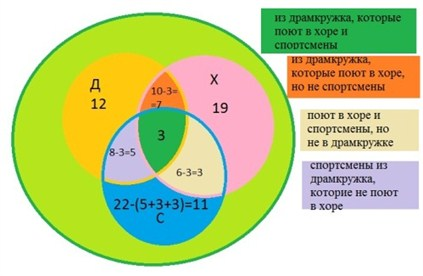 Д
12
Х
19
10-3=
=7
3
8-3=5
6-3=3
22-(5+3+3)=11
С
из драмкружка, которые
поют в хоре и
спортсмены
из драмкружка,
которые поют в хоре,
но не спортсмены
поют в хоре и
спортсмены, но
не в драмкружке
спортсмены из
драмкружка,
которие не поют
в хоре